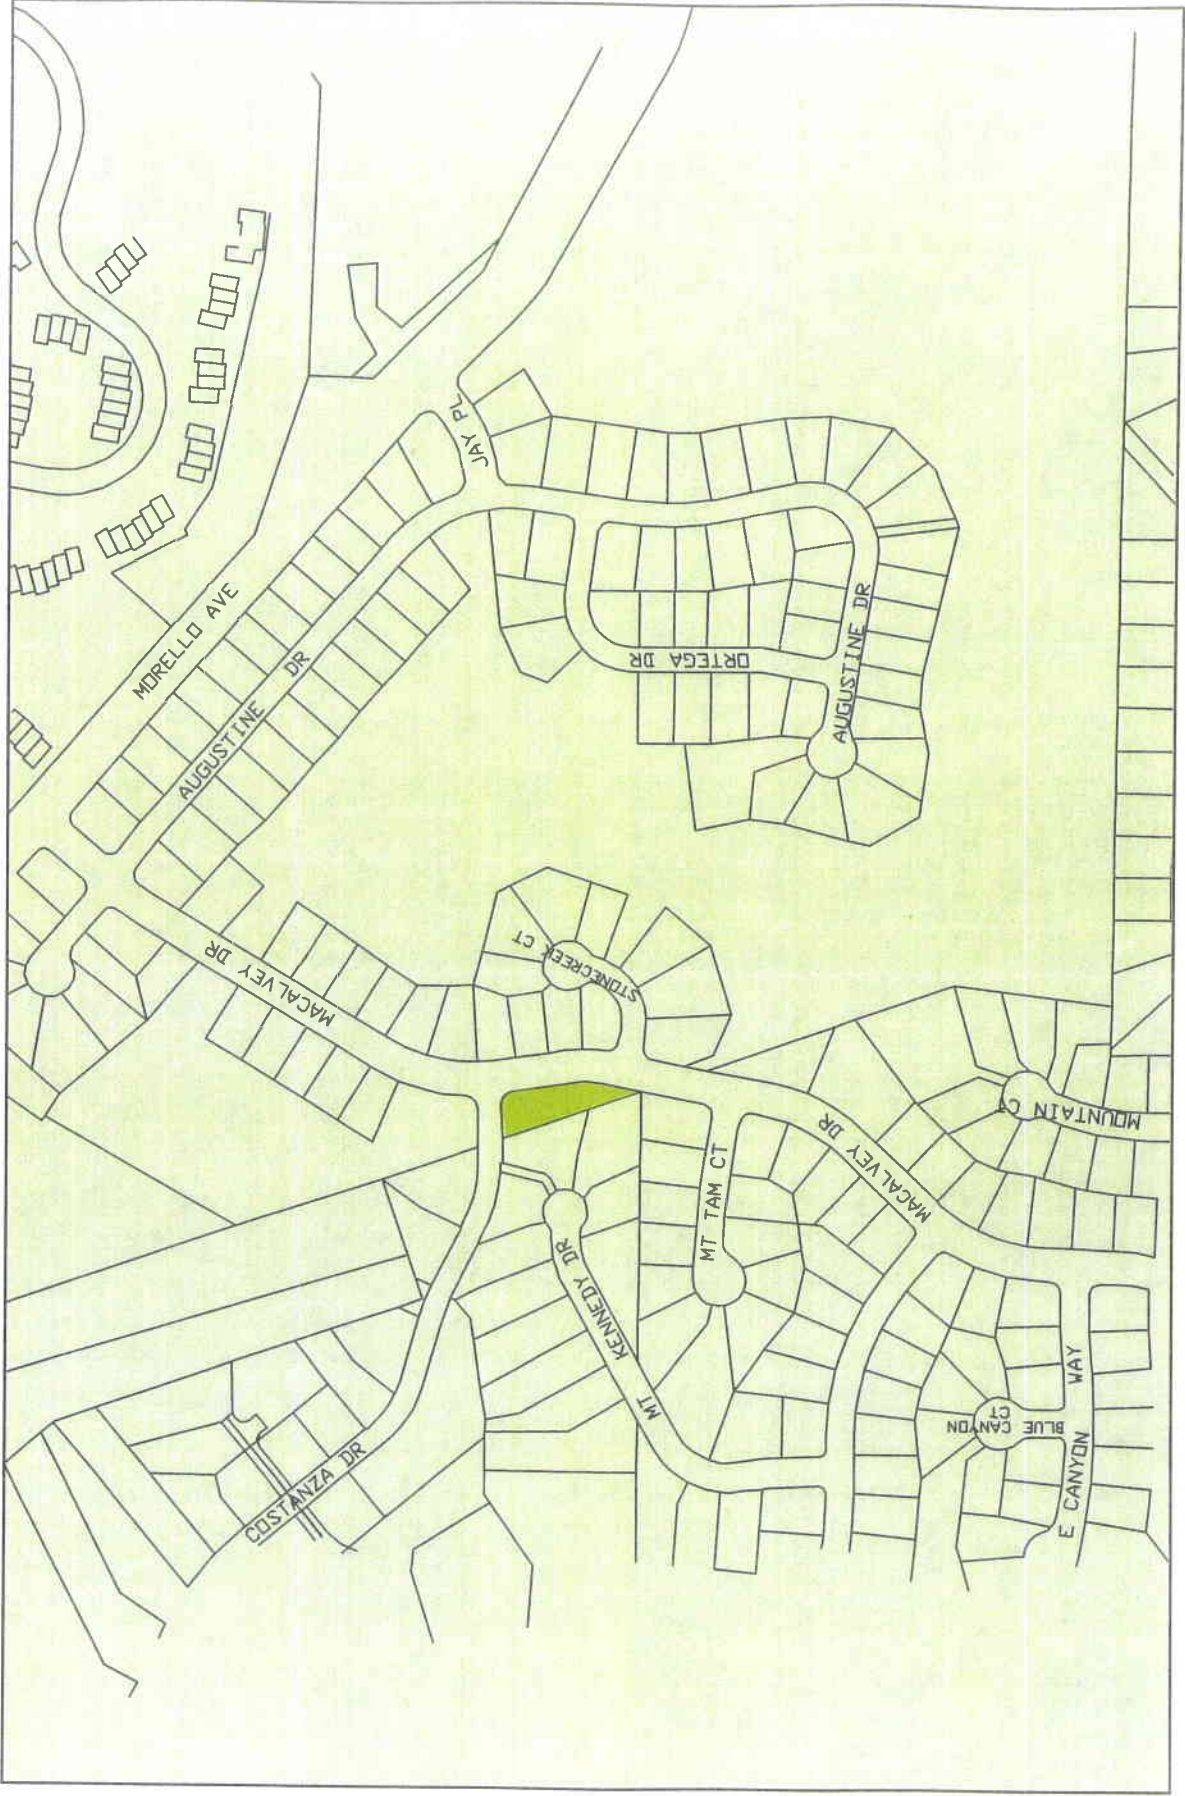 JAY PL
MORELLO AVE
AUGUSTINE DR
ORTEGA DR
AUGUSTINE DR
STONECREEK CT
MACALVEY DR
MOUNTAIN CT
MACALVEY DR
MT TAM CT
MT KENNEDY DR
BLUE CANYON
CT
E CANYON WAY
COSTANZA DR